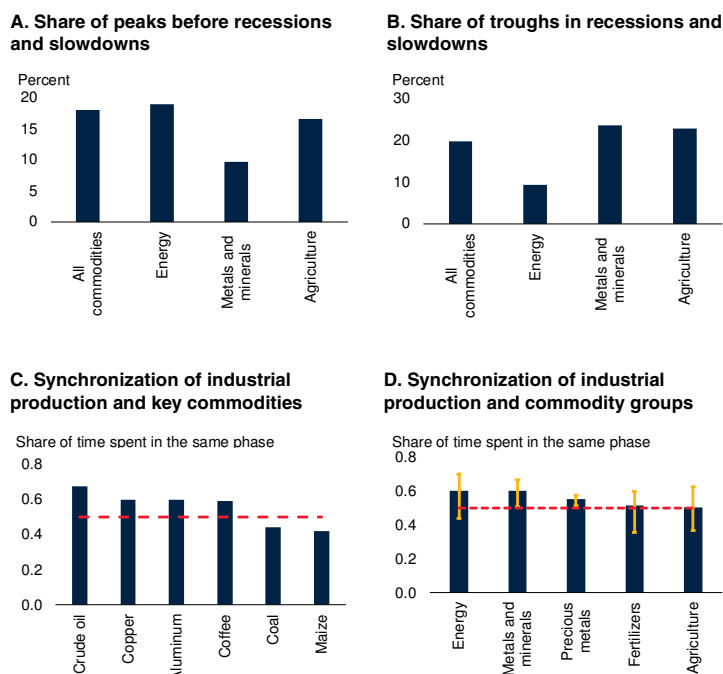 A. Share of peaks before recessions
and slowdowns
Percent
20
15
10
5
0
All
commodities
Energy
Metals and
minerals
Agriculture
B. Share of troughs in recessions and
slowdowns
Percent
30
20
10
0
All
commodities
Energy
Metals and
minerals
Agriculture
C. Synchronization of industrial
production and key commodities
Share of time spent in the same phase
0.8
0.6
0.4
0.2
0.0
Crude oil
Copper
Aluminum
Coffee
Coal
Maize
D. Synchronization of industrial
production and commodity groups
Share of time spent in the same phase
0.8
0.6
0.4
0.2
0.0
Energy
Metals and
minerals
Precious
metals
Fertilizers
Agriculture